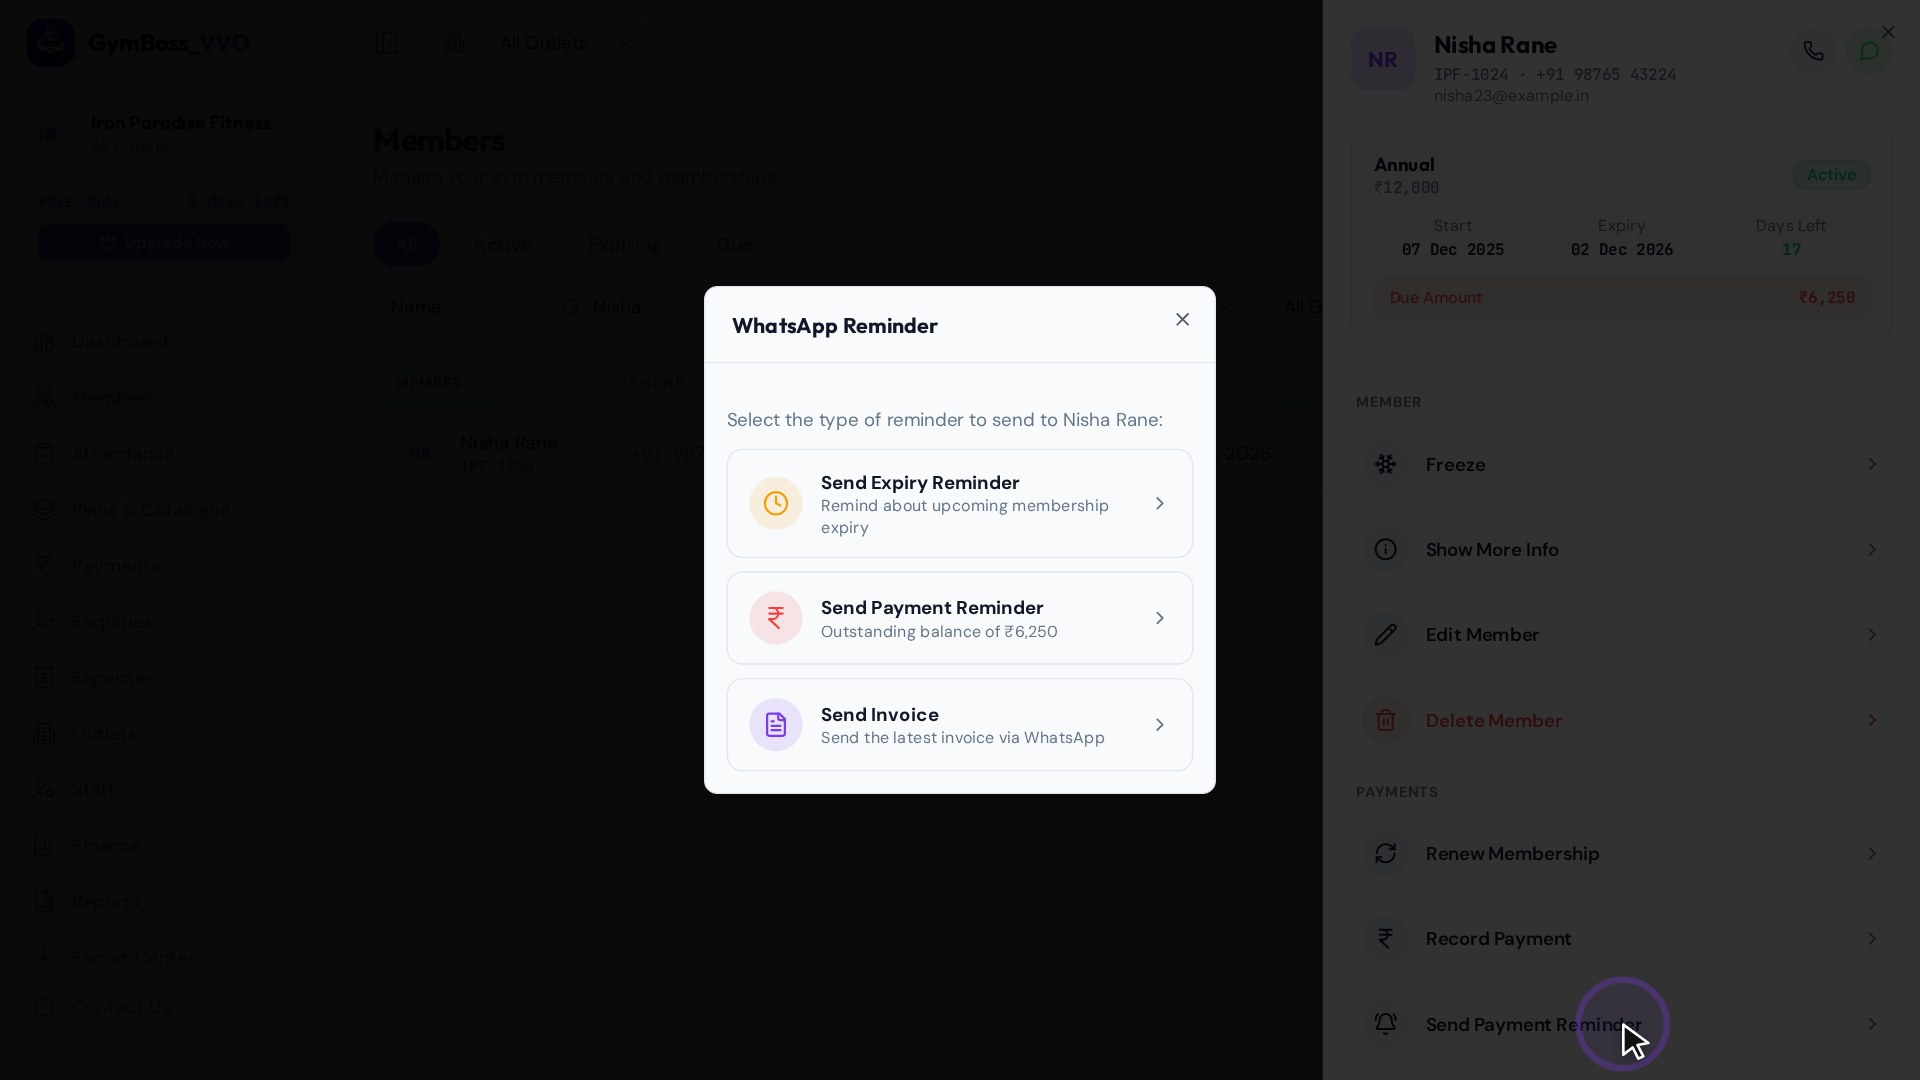 GymBoss_VVO
All Outlets
IR
Iron Paradise Fitness
All Outlets
FREE TRIAL
5 days left
Upgrade Now
Dashboard
Members
Attendance
Plans & Catalogue
Payments
Enquiries
Expenses
Outlets
Staff
Finance
Reports
Export Center
Contact Us
Members
Manage your gym members and memberships.
All
Active
Expiring
Due
Name
Nisha
All G
MEMBER
PHONE
NR
Nisha Rane
IPF-1024
+91 987
2026
WhatsApp Reminder
Select the type of reminder to send to Nisha Rane:
Send Expiry Reminder
Remind about upcoming membership
expiry
Send Payment Reminder
Outstanding balance of ₹6,250
Send Invoice
Send the latest invoice via WhatsApp
NR
Nisha Rane
IPF-1024 · +91 98765 43224
nisha23@example.in
Annual
₹12,000
Active
Start
Expiry
Days Left
07 Dec 2025
02 Dec 2026
17
Due Amount
₹6,250
MEMBER
Freeze
Show More Info
Edit Member
Delete Member
PAYMENTS
Renew Membership
Record Payment
Send Payment Reminder